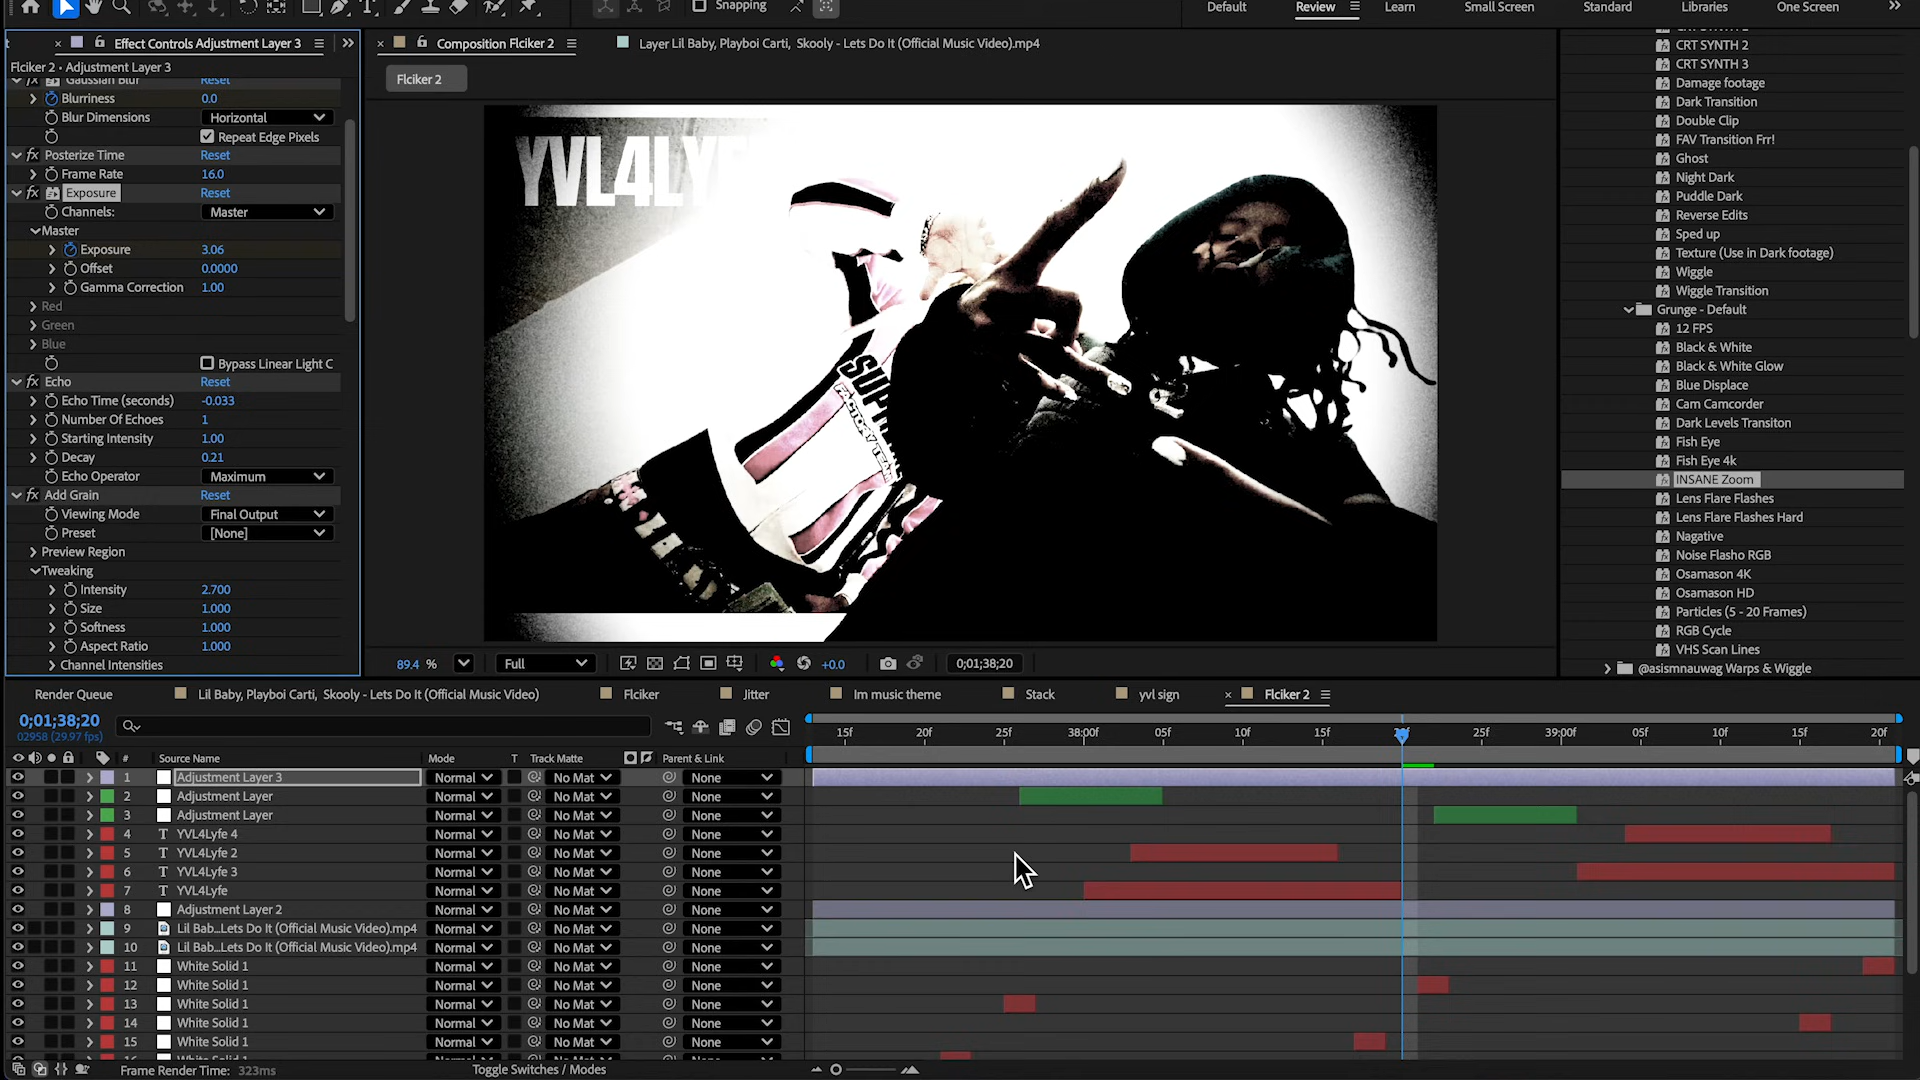 Snapping
Default
Review
Learn
Small Screen
Standard
Libraries
One Screen
Effect Controls Adjustment Layer 3
Flciker 2 • Adjustment Layer 3
Gaussian Blur Reset
Blurriness 0.0
Blur Dimensions Horizontal
Repeat Edge Pixels
Posterize Time Reset
Frame Rate 16.0
Exposure Reset
Channels: Master
Master
Exposure 3.06
Offset 0.0000
Gamma Correction 1.00
Red
Green
Blue
Bypass Linear Light C
Echo Reset
Echo Time (seconds) -0.033
Number Of Echoes 1
Starting Intensity 1.00
Decay 0.21
Echo Operator Maximum
Add Grain Reset
Viewing Mode Final Output
Preset [None]
Preview Region
Tweaking
Intensity 2.700
Size 1.000
Softness 1.000
Aspect Ratio 1.000
Channel Intensities
Composition Flciker 2
Layer Lil Baby, Playboi Carti, Skooly - Lets Do It (Official Music Video).mp4
Flciker 2
YVL4LY
FACTORY TEAM
89.4 %
Full
+0.0
0;01;38;20
CRT SYNTH 2
CRT SYNTH 3
Damage footage
Dark Transition
Double Clip
FAV Transition Frr!
Ghost
Night Dark
Puddle Dark
Reverse Edits
Sped up
Texture (Use in Dark footage)
Wiggle
Wiggle Transition
Grunge - Default
12 FPS
Black & White
Black & White Glow
Blue Displace
Cam Camcorder
Dark Levels Transiton
Fish Eye
Fish Eye 4k
INSANE Zoom
Lens Flare Flashes
Lens Flare Flashes Hard
Nagative
Noise Flasho RGB
Osamason 4K
Osamason HD
Particles (5 - 20 Frames)
RGB Cycle
VHS Scan Lines
@asismnauwag Warps & Wiggle
Render Queue
Lil Baby, Playboi Carti, Skooly - Lets Do It (Official Music Video)
Flciker
Jitter
Im music theme
Stack
yvl sign
Flciker 2
0;01;38;20
02958 (29.97 fps)
15f 20f 25f 38:00f 05f 10f 15f 25f 39:00f 05f 10f 15f 20f
# Source Name Mode T Track Matte Parent & Link
1 Adjustment Layer 3 Normal No Mat None
2 Adjustment Layer Normal No Mat None
3 Adjustment Layer Normal No Mat None
4 T YVL4Lyfe 4 Normal No Mat None
5 T YVL4Lyfe 2 Normal No Mat None
6 T YVL4Lyfe 3 Normal No Mat None
7 T YVL4Lyfe Normal No Mat None
8 Adjustment Layer 2 Normal No Mat None
9 Lil Bab...Lets Do It (Official Music Video).mp4 Normal No Mat None
10 Lil Bab...Lets Do It (Official Music Video).mp4 Normal No Mat None
11 White Solid 1 Normal No Mat None
12 White Solid 1 Normal No Mat None
13 White Solid 1 Normal No Mat None
14 White Solid 1 Normal No Mat None
15 White Solid 1 Normal No Mat None
Frame Render Time: 323ms
Toggle Switches / Modes